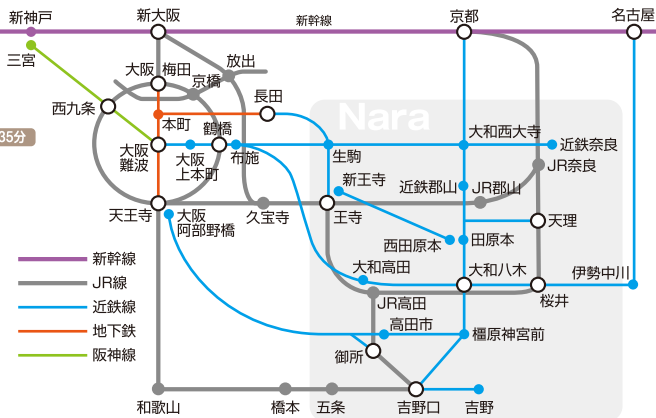 新神戸
新大阪
新幹線
京都
名古屋
三宮
大阪
梅田
京橋
放出
西九条
長田
35分
本町
鶴橋
Nara
大阪
難波
大阪
上本町
布施
生駒
大和西大寺
近鉄奈良
新王寺
近鉄郡山
JR郡山
JR奈良
天王寺
大阪
阿部野橋
久宝寺
王寺
天理
西田原本
田原本
新幹線
JR線
近鉄線
地下鉄
阪神線
大和高田
大和八木
伊勢中川
JR高田
桜井
高田市
橿原神宮前
御所
和歌山
橋本
五条
吉野口
吉野